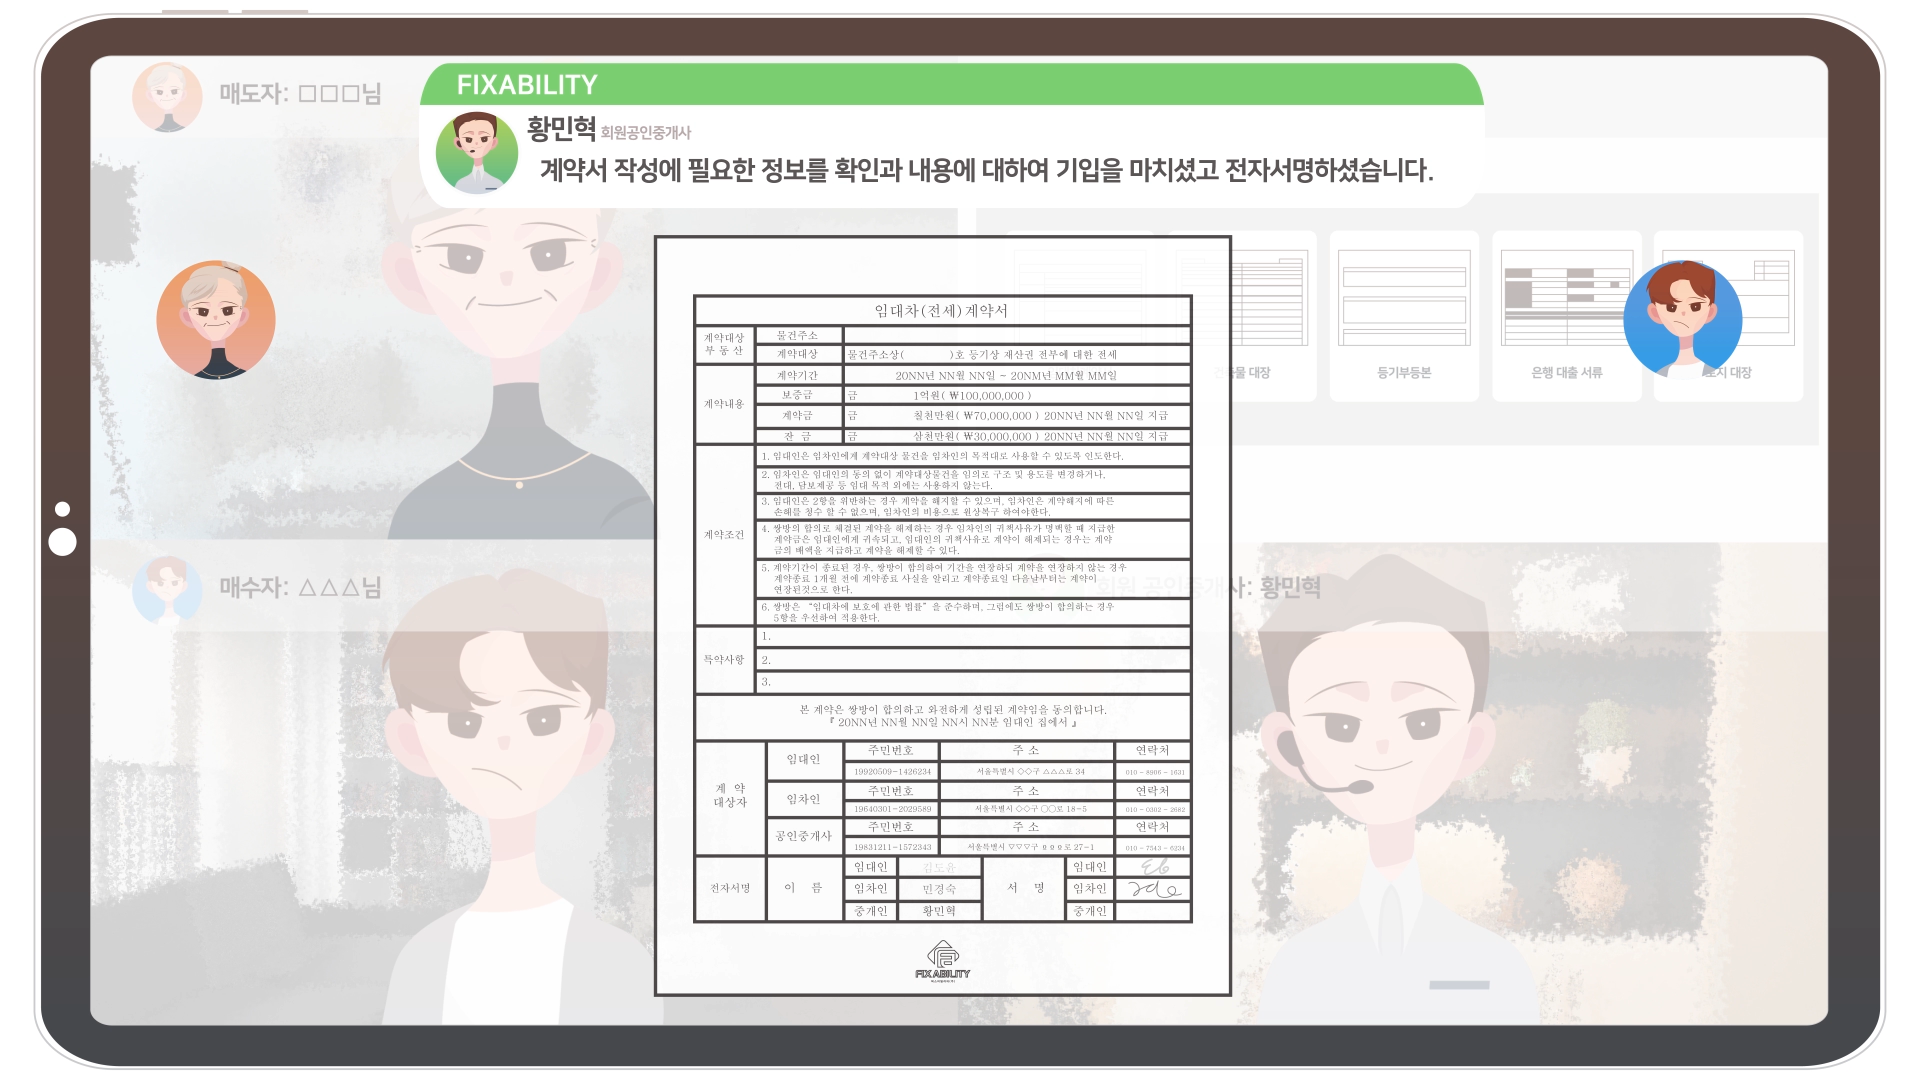 매도자: □□□님
FIXABILITY
황민혁 회원공인중개사
계약서 작성에 필요한 정보를 확인과 내용에 대하여 기입을 마치셨고 전자서명하셨습니다.
건축물 대장
등기부등본
은행 대출 서류
토지 대장
매수자: △△△님
회원 공인중개사: 황민혁
임대차(전세)계약서
계약대상
부 동 산
물건주소
계약대상
물건주소상( )호 등기상 재산권 전부에 대한 전세
계약내용
계약기간
20NN년 NN월 NN일 ~ 20NM년 MM월 MM일
보증금
금 1억원( ₩100,000,000 )
계약금
금 칠천만원( ₩70,000,000 ) 20NN년 NN월 NN일 지급
잔 금
금 삼천만원( ₩30,000,000 ) 20NN년 NN월 NN일 지급
계약조건
1. 임대인은 임차인에게 계약대상 물건을 임차인의 목적대로 사용할 수 있도록 인도한다.
2. 임차인은 임대인의 동의 없이 계약대상물건을 임의로 구조 및 용도를 변경하거나,
전대, 담보제공 등 임대 목적 외에는 사용하지 않는다.
3. 임대인은 2항을 위반하는 경우 계약을 해지할 수 있으며, 임차인은 계약해지에 따른
손해를 청수 할 수 없으며, 임차인의 비용으로 원상복구 하여야한다.
4. 쌍방의 합의로 체결된 계약을 해제하는 경우 임차인의 귀책사유가 명백할 때 지급한
계약금은 임대인에게 귀속되고, 임대인의 귀책사유로 계약이 해제되는 경우는 계약
금의 배액을 지급하고 계약을 해제할 수 있다.
5. 계약기간이 종료된 경우, 쌍방이 합의하여 기간을 연장하되 계약을 연장하지 않는 경우
계약종료 1개월 전에 계약종료 사실을 알리고 계약종료일 다음날부터는 계약이
연장된것으로 한다.
6. 쌍방은 “임대차에 보호에 관한 법률”을 준수하며, 그럼에도 쌍방이 합의하는 경우
5항을 우선하여 적용한다.
특약사항
1.
2.
3.
본 계약은 쌍방이 합의하고 와전하게 성립된 계약임을 동의합니다.
『 20NN년 NN월 NN일 NN시 NN분 임대인 집에서 』
계 약
대상자
임대인
주민번호 주 소 연락처
19920509-1426234 서울특별시 ◇◇구 △△△로 34 010 - 8906 - 1631
임차인
주민번호 주 소 연락처
19640301-2029589 서울특별시 ◇◇구 ○○로 18-5 010 - 0302 - 2682
공인중개사
주민번호 주 소 연락처
19831211-1572343 서울특별시 ▽▽▽구 ㅎㅎㅎ로 27-1 010 - 7543 - 6234
전자서명
이 름
임대인 김도윤
임차인 민경숙
중개인 황민혁
서 명
임대인
임차인
중개인
FIXABILITY